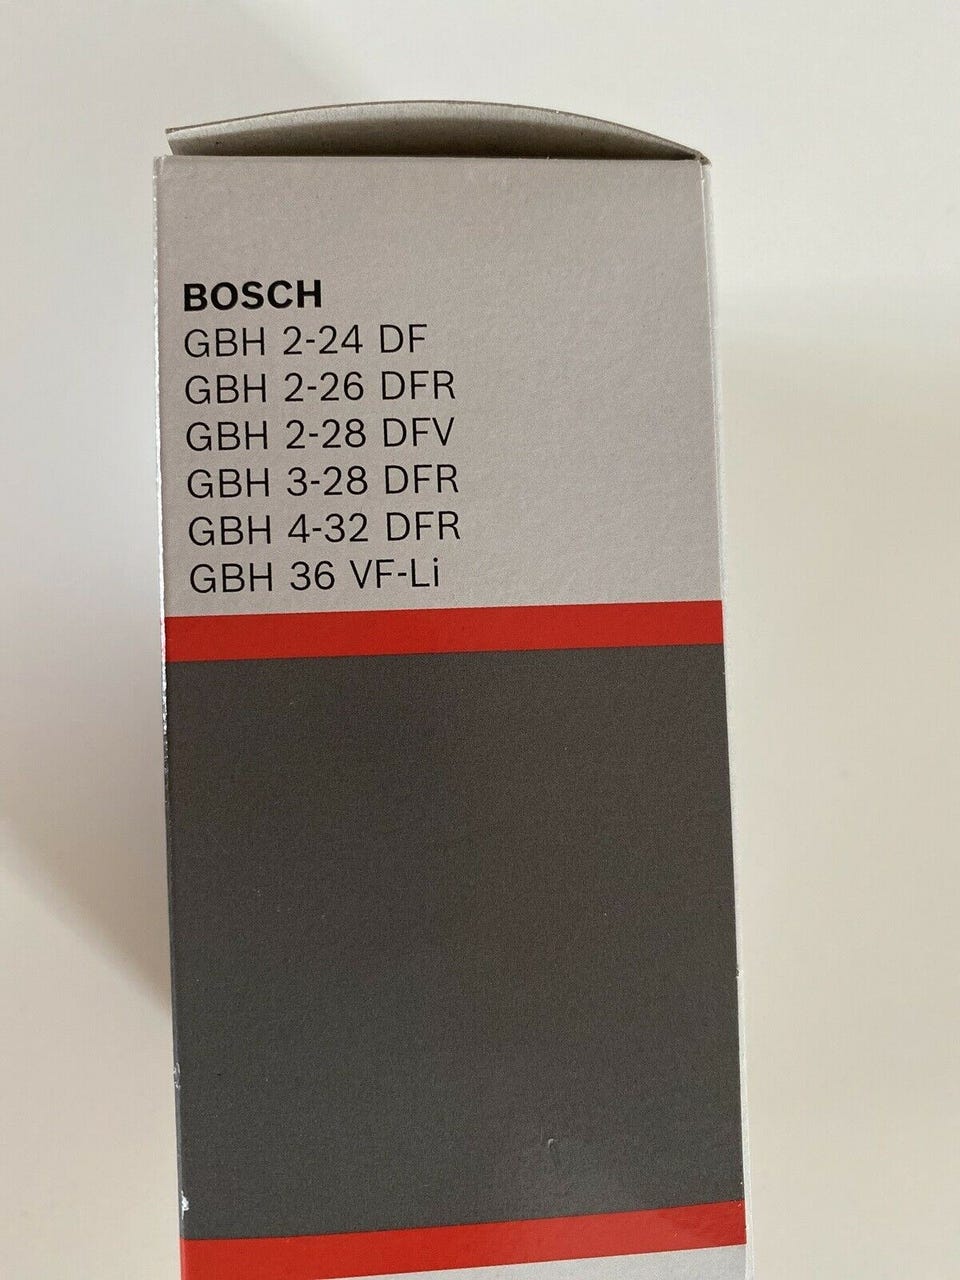 BOSCH
GBH 2-24 DF
GBH 2-26 DFR
GBH 2-28 DFV
GBH 3-28 DFR
GBH 4-32 DFR
GBH 36 VF-Li